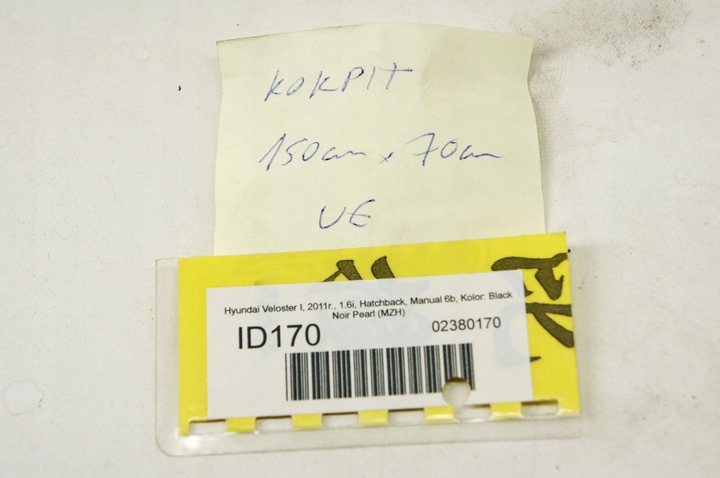 KOKPIT
150cm x 70cm
UE
Hyundai Veloster I, 2011r., 1.6i, Hatchback, Manual 6b, Kolor: Black
Noir Pearl (MZH)
ID170 02380170